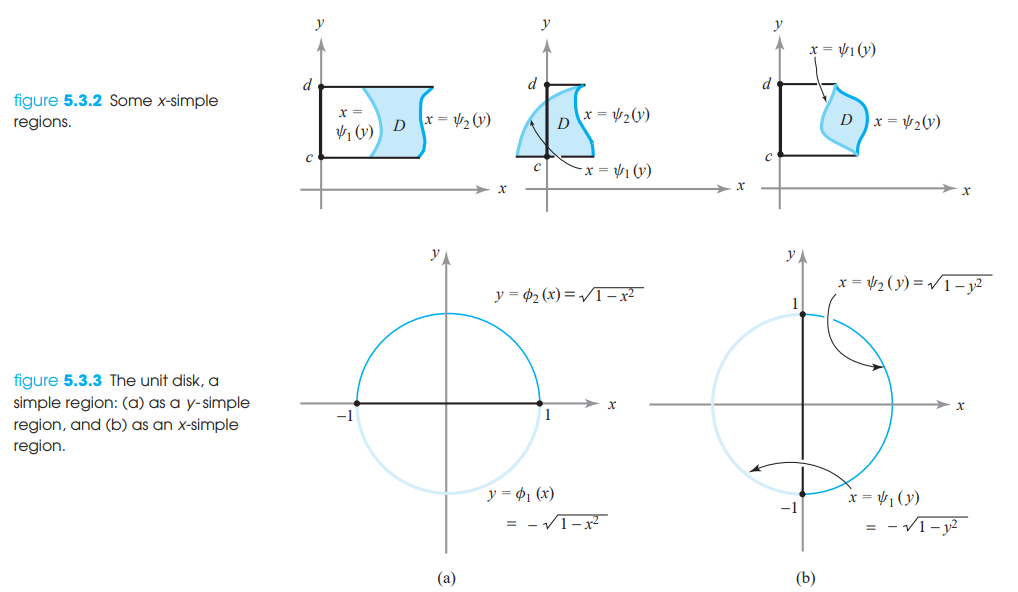 figure 5.3.2 Some x-simple
regions.
y
d
x =
ψ₁ (y)
D
x = ψ₂ (y)
c
x
y
d
D
x = ψ₂ (y)
c
x = ψ₁ (y)
x
y
x = ψ₁ (y)
d
D
x = ψ₂ (y)
c
x
figure 5.3.3 The unit disk, a
simple region: (a) as a y-simple
region, and (b) as an x-simple
region.
y
y = ϕ₂ (x) = √1 – x²
–1
1
x
y = ϕ₁ (x)
= – √1 – x²
(a)
y
x = ψ₂ (y) = √1 – y²
1
x
–1
x = ψ₁ (y)
= – √1 – y²
(b)